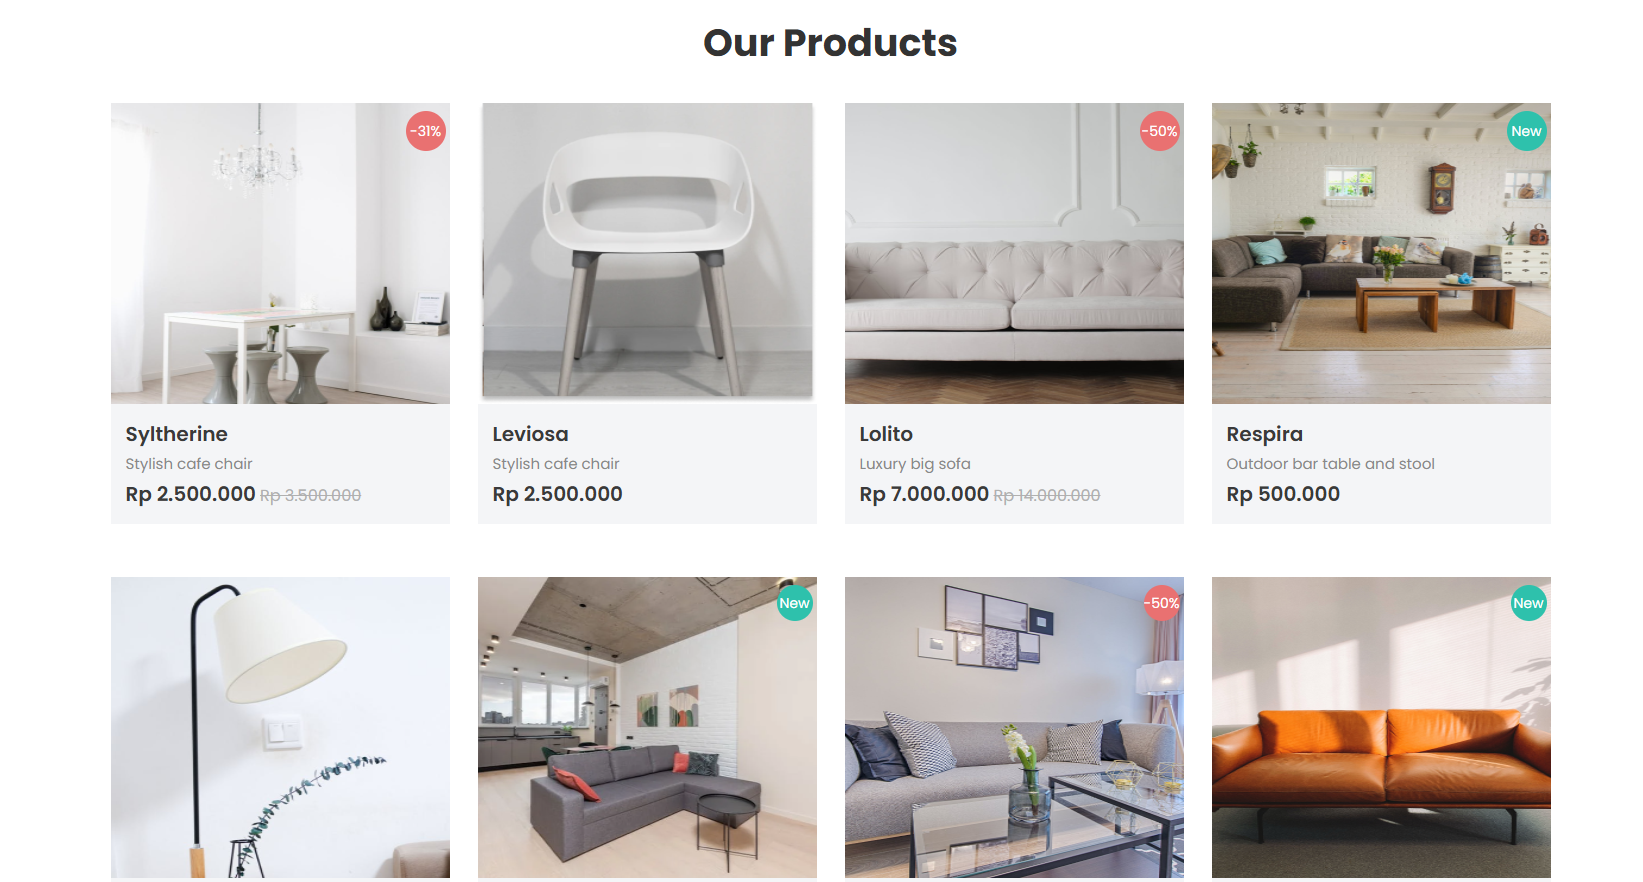 Our Products
-31%
-50%
New
Syltherine
Stylish cafe chair
Rp 2.500.000 Rp 3.500.000
Leviosa
Stylish cafe chair
Rp 2.500.000
Lolito
Luxury big sofa
Rp 7.000.000 Rp 14.000.000
Respira
Outdoor bar table and stool
Rp 500.000
New
-50%
New